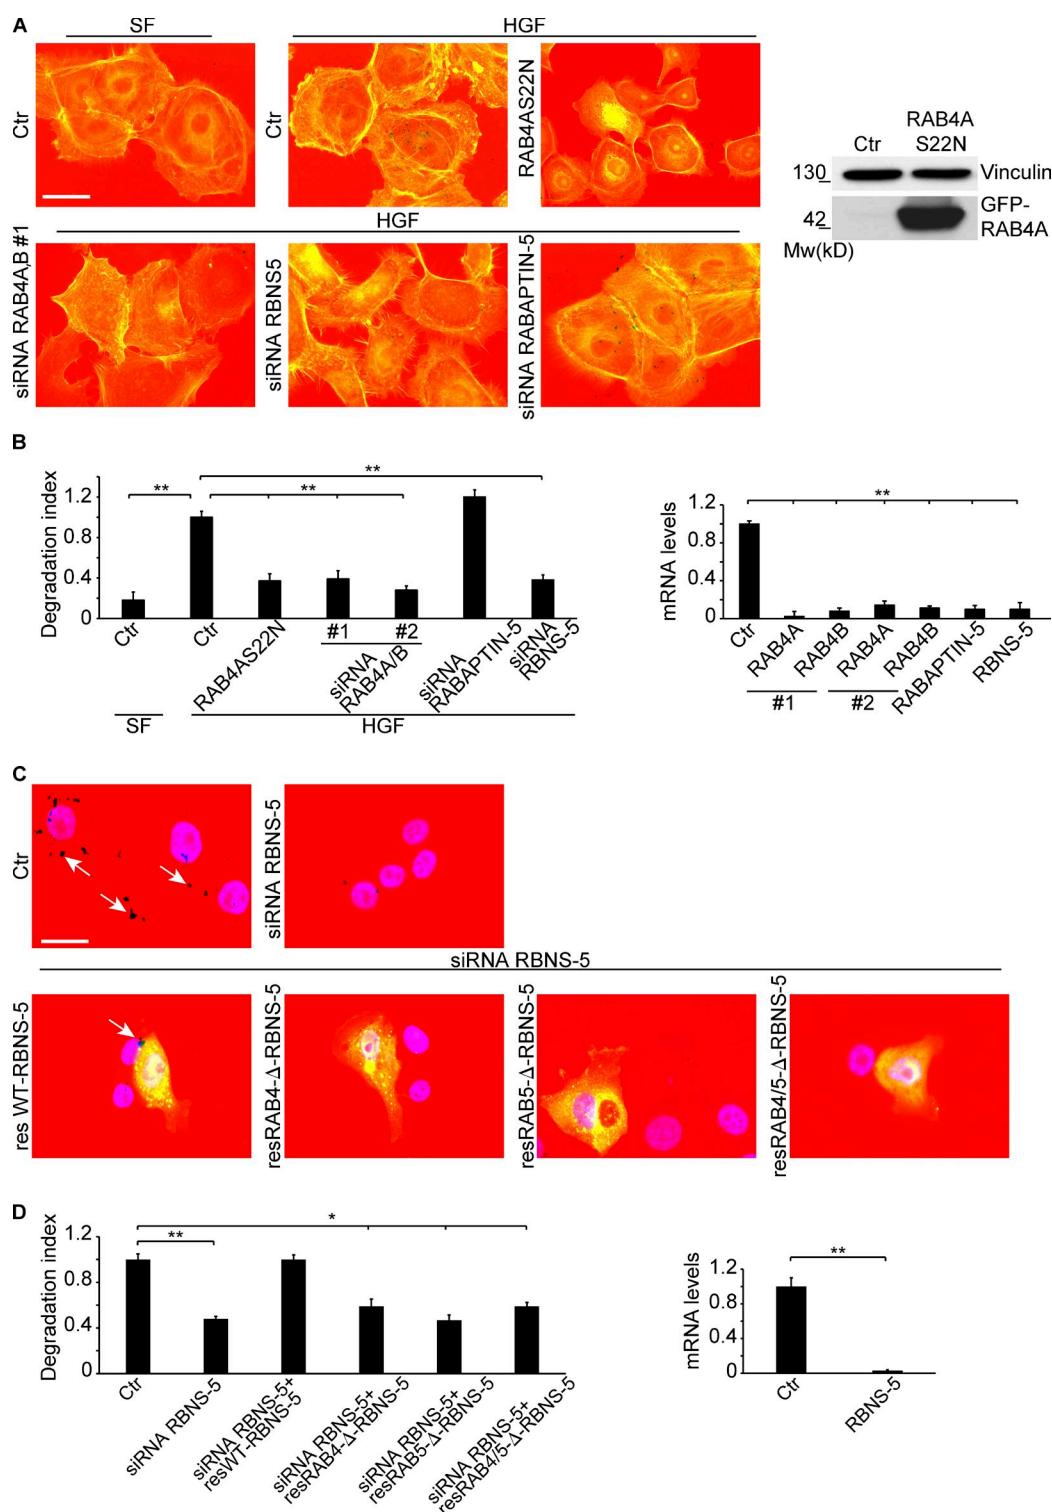 A
SF
HGF
Ctr
Ctr
RAB4AS22N
Ctr
RAB4A
S22N
130
Vinculin
42
GFP-
RAB4A
Mw(kD)
HGF
siRNA RAB4A,B#1
siRNA RBNS5
siRNA RABAPTIN-5
B
Degradation index
1.2
0.8
0.4
0
**
**
**
Ctr
Ctr
RAB4AS22N
#1
#2
siRNA
RAB4A/B
siRNA
RABAPTIN-5
siRNA
RBNS-5
SF
HGF
mRNA levels
1.2
0.8
0.4
0
**
Ctr
RAB4A
RAB4B
RAB4A
RAB4B
RABAPTIN-5
RBNS-5
#1
#2
C
Ctr
siRNA RBNS-5
siRNA RBNS-5
res WT-RBNS-5
resRAB4-Δ-RBNS-5
resRAB5-Δ-RBNS-5
resRAB4/5-Δ-RBNS-5
D
Degradation index
1.2
0.8
0.4
0
**
*
Ctr
siRNA RBNS-5
siRNA RBNS-5+
resWT-RBNS-5
siRNA RBNS-5+
resRAB4-Δ-RBNS-5
siRNA RBNS-5+
resRAB5-Δ-RBNS-5
siRNA RBNS-5+
resRAB4/5-Δ-RBNS-5
mRNA levels
1.2
0.8
0.4
0
**
Ctr
RBNS-5